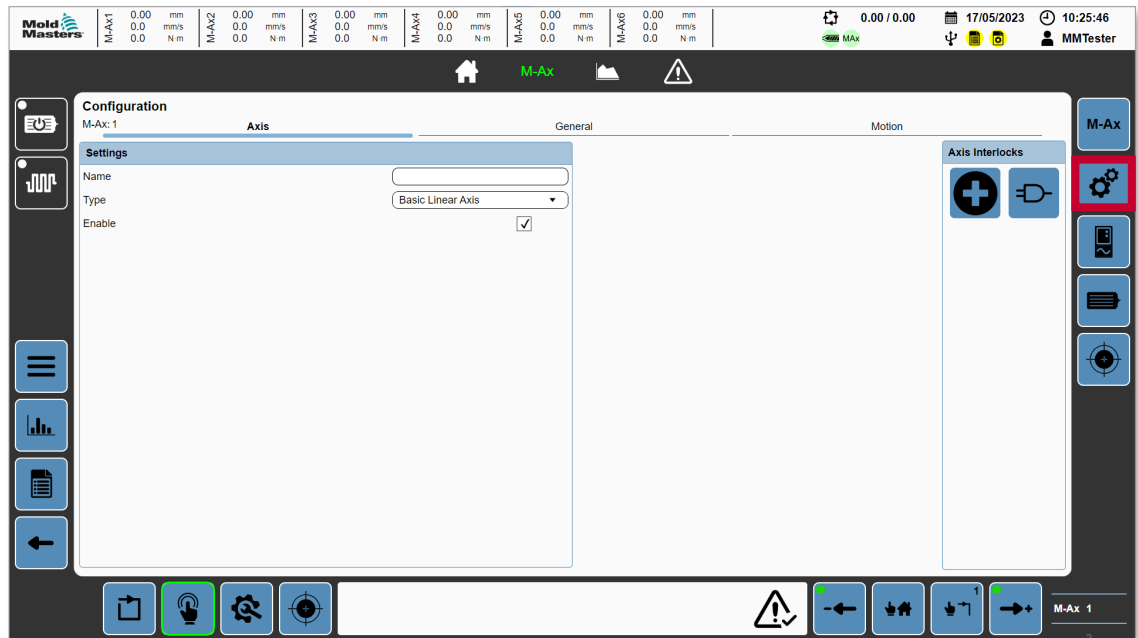 Mold
Masters
M-Ax1
0.00 mm
0.0 mm/s
0.0 N·m
M-Ax2
0.00 mm
0.0 mm/s
0.0 N·m
M-Ax3
0.00 mm
0.0 mm/s
0.0 N·m
M-Ax4
0.00 mm
0.0 mm/s
0.0 N·m
M-Ax5
0.00 mm
0.0 mm/s
0.0 N·m
M-Ax6
0.00 mm
0.0 mm/s
0.0 N·m
0.00 / 0.00
MAx
17/05/2023
10:25:46
MMTester
M-Ax
Configuration
M-Ax: 1
Axis
General
Motion
Settings
Name
Type
Basic Linear Axis
Enable
Axis Interlocks
M-Ax
1
M-Ax 1
2